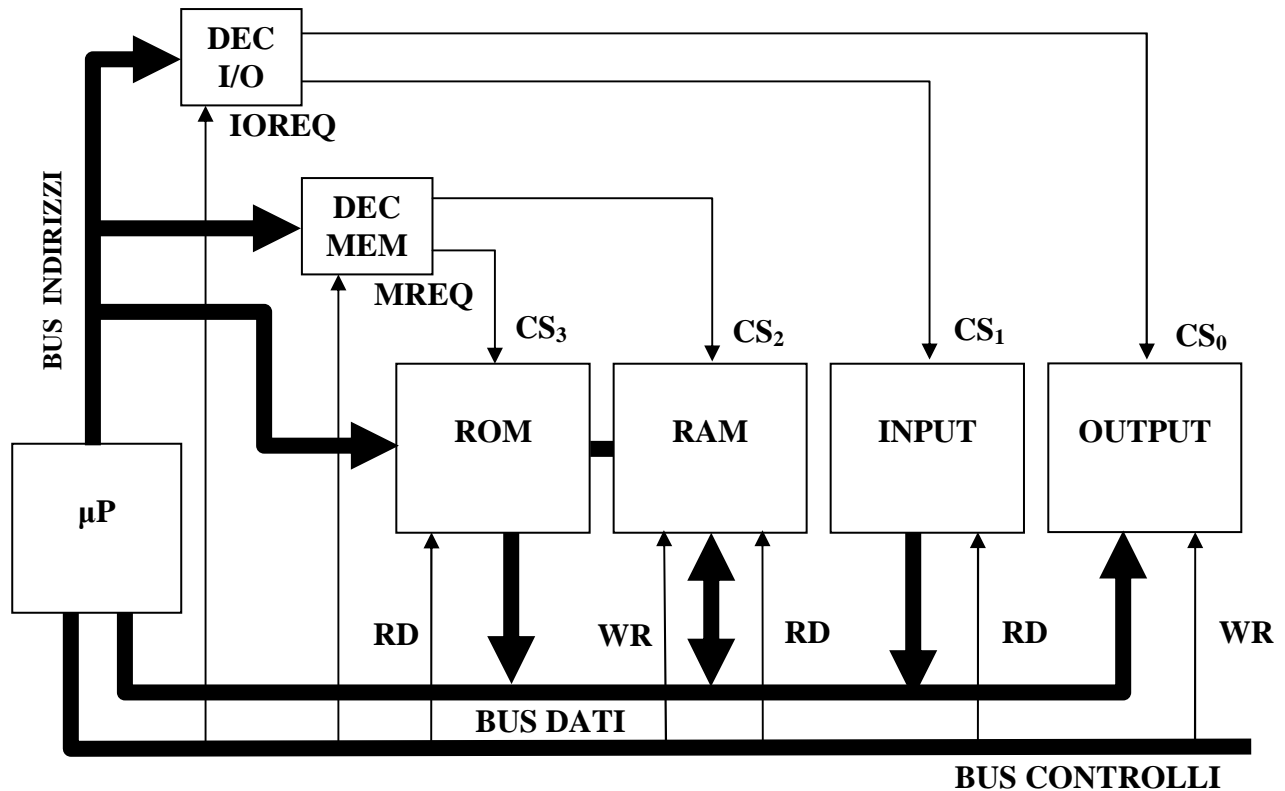 DEC
I/O
IOREQ
BUS INDIRIZZI
DEC
MEM
MREQ
CS₃
CS₂
CS₁
CS₀
ROM
RAM
INPUT
OUTPUT
µP
RD
WR
RD
RD
WR
BUS DATI
BUS CONTROLLI